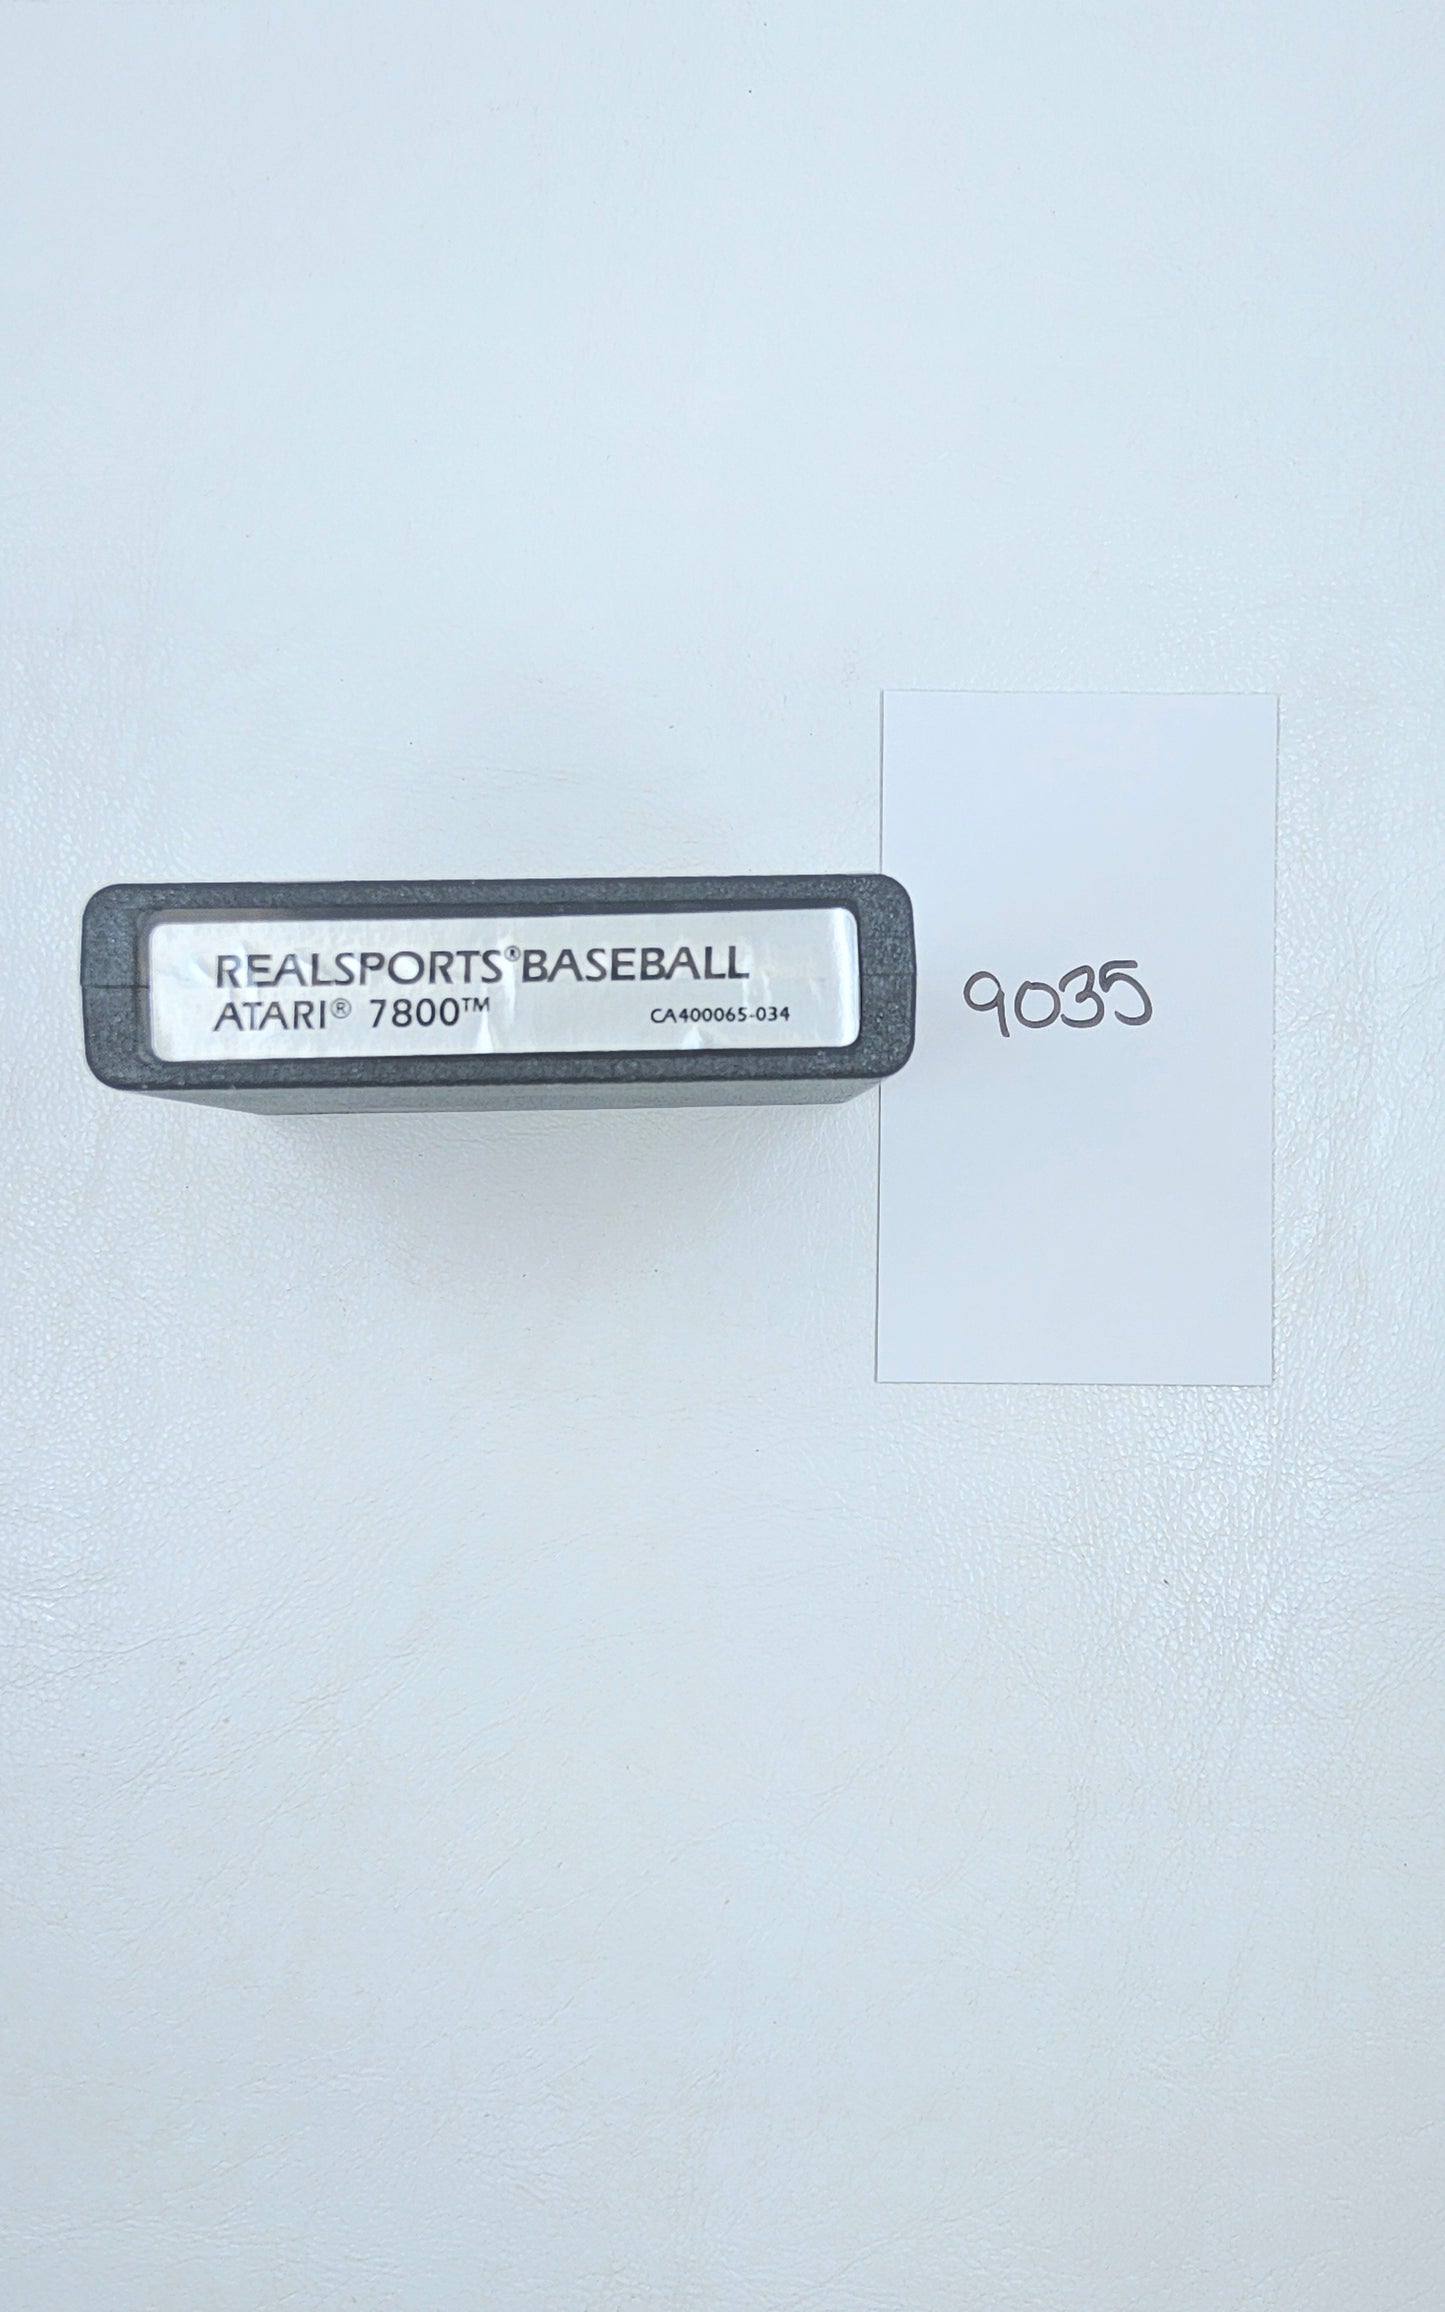 REALSPORTS® BASEBALL
ATARI® 7800™
CA400065-034
9035